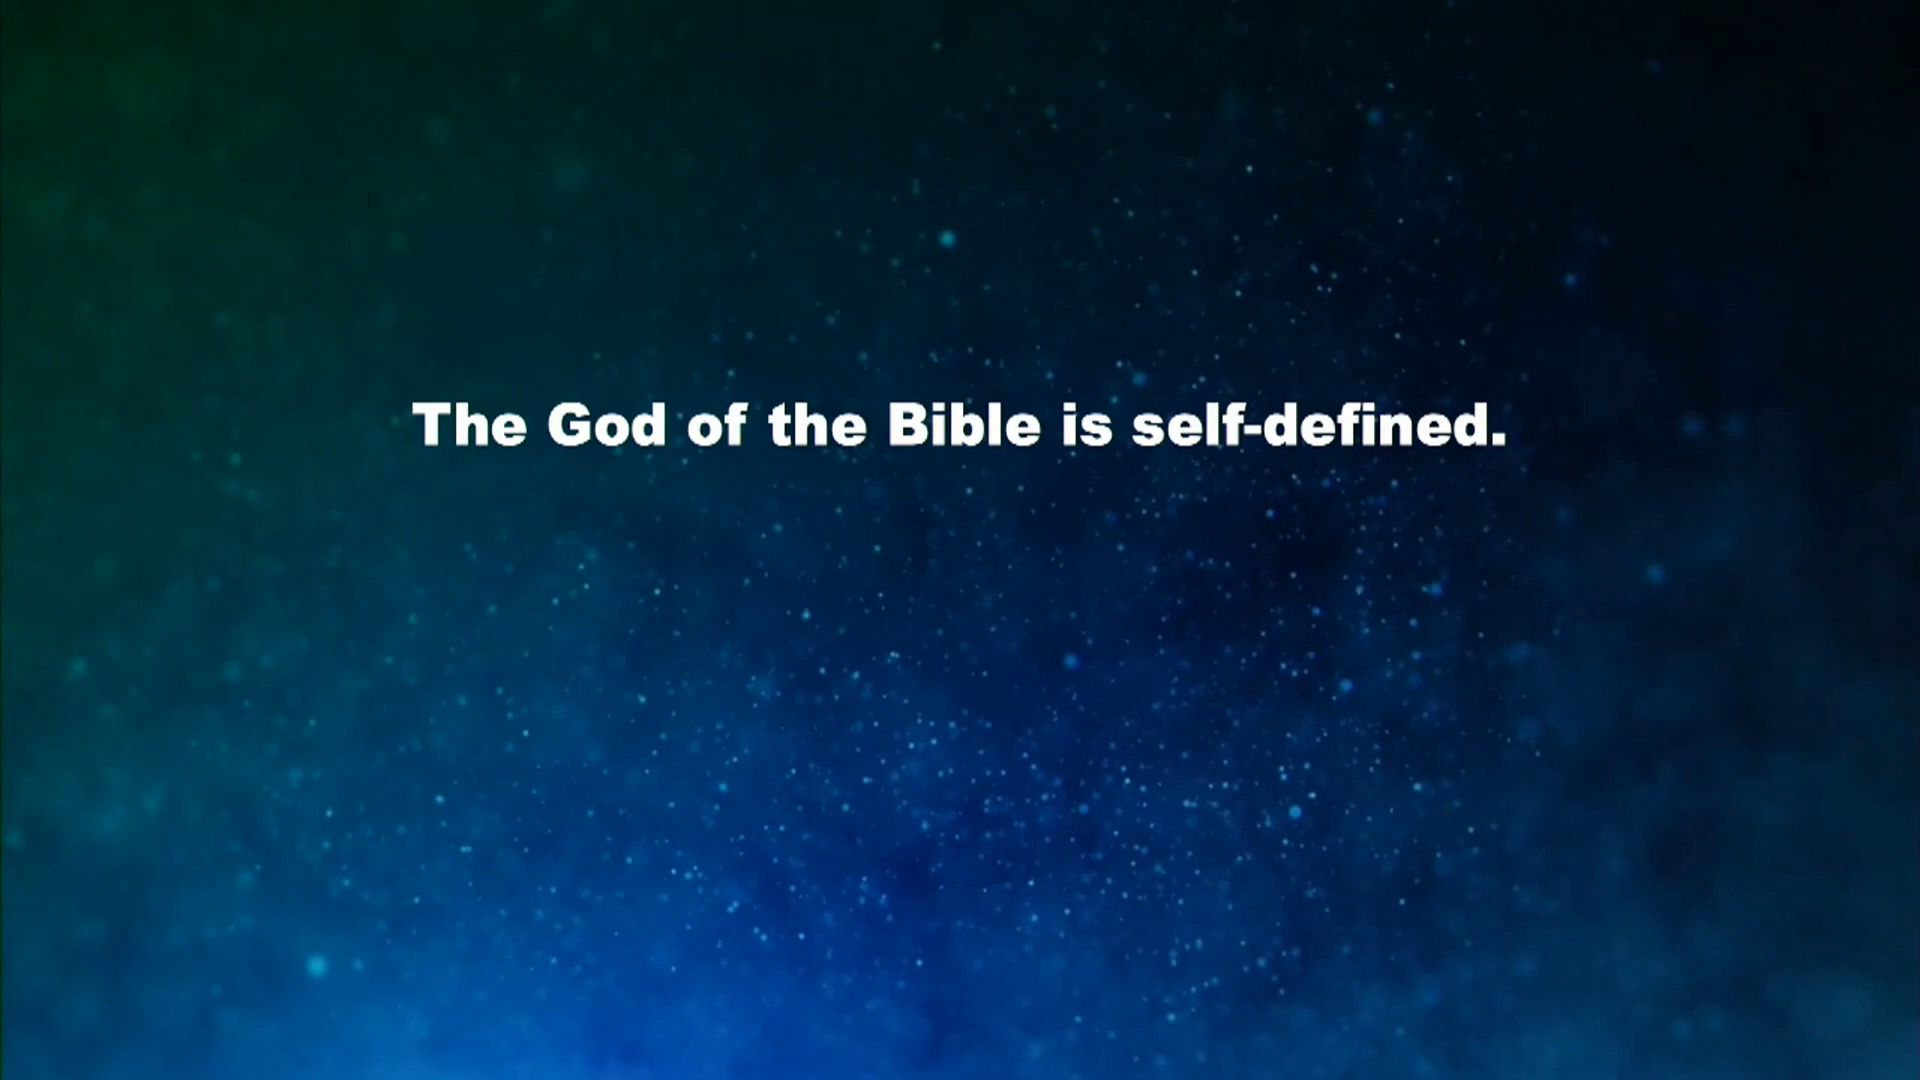 The God of the Bible is self-defined.